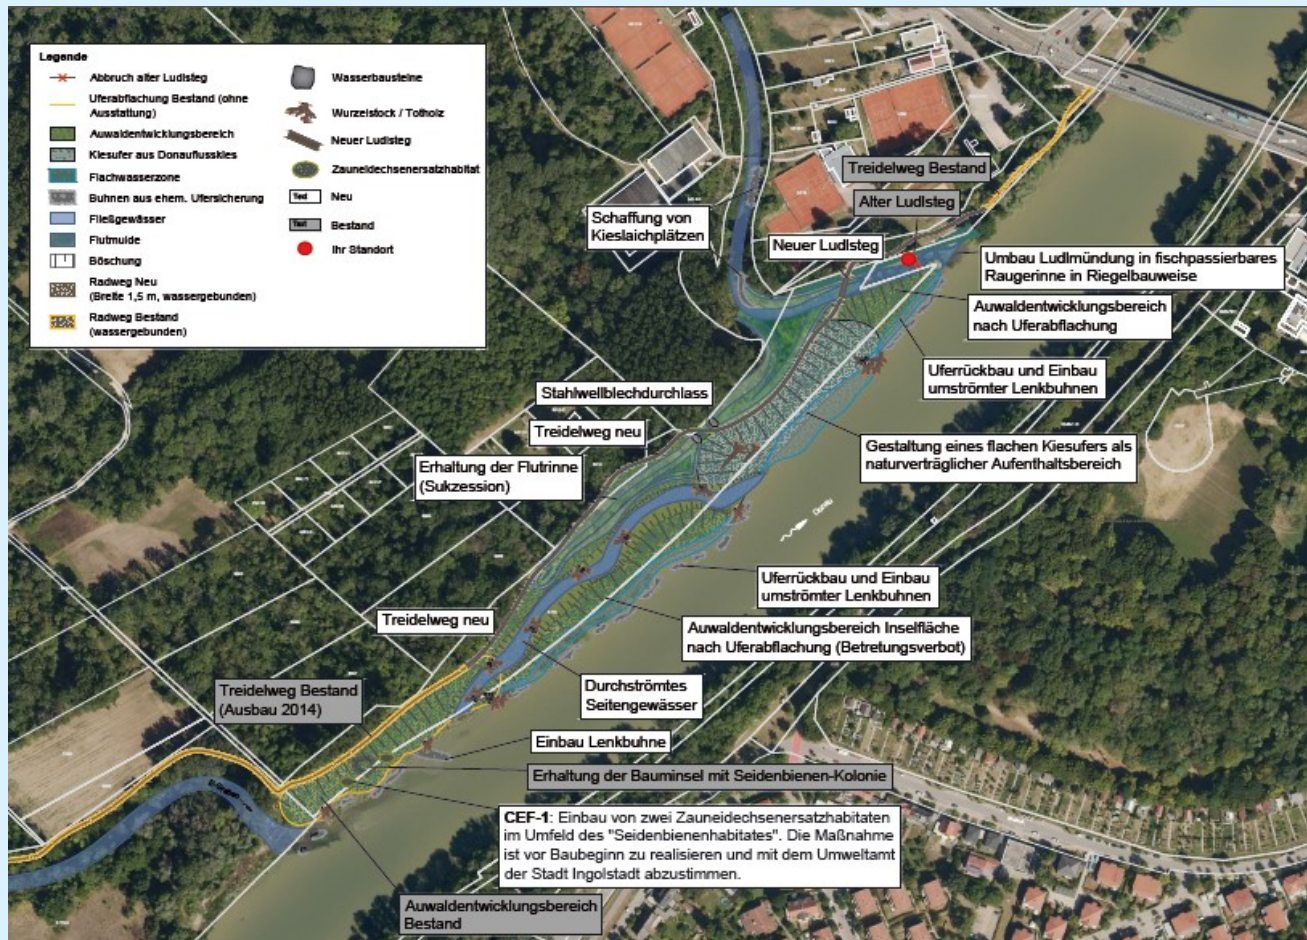 Legende
Abbruch alter Ludlsteg
Uferabflachung Bestand (ohne
Ausstattung)
Auwaldentwicklungsbereich
Kiesufer aus Donauflusskies
Flachwasserzone
Buhnen aus ehem. Ufersicherung
Fließgewässer
Flutmulde
Böschung
Radweg Neu
(Breite 1,5 m, wassergebunden)
Radweg Bestand
(wassergebunden)
Wasserbausteine
Wurzelstock / Totholz
Neuer Ludlsteg
Zauneidechsenersatzhabitat
Text
Neu
Text
Bestand
Ihr Standort
Treidelweg Bestand
Alter Ludlsteg
Schaffung von
Kieslaichplätzen
Neuer Ludlsteg
Umbau Ludlmündung in fischpassierbares
Raugerinne in Riegelbauweise
Auwaldentwicklungsbereich
nach Uferabflachung
Uferrückbau und Einbau
umströmter Lenkbuhnen
Stahlwellblechdurchlass
Treidelweg neu
Gestaltung eines flachen Kiesufers als
naturverträglicher Aufenthaltsbereich
Erhaltung der Flutrinne
(Sukzession)
Donau
Uferrückbau und Einbau
umströmter Lenkbuhnen
Treidelweg neu
Auwaldentwicklungsbereich Inselfläche
nach Uferabflachung (Betretungsverbot)
Treidelweg Bestand
(Ausbau 2014)
Durchströmtes
Seitengewässer
Einbau Lenkbuhne
Erhaltung der Bauminsel mit Seidenbienen-Kolonie
CEF-1: Einbau von zwei Zauneidechsenersatzhabitaten
im Umfeld des "Seidenbienenhabitates". Die Maßnahme
ist vor Baubeginn zu realisieren und mit dem Umweltamt
der Stadt Ingolstadt abzustimmen.
Auwaldentwicklungsbereich
Bestand